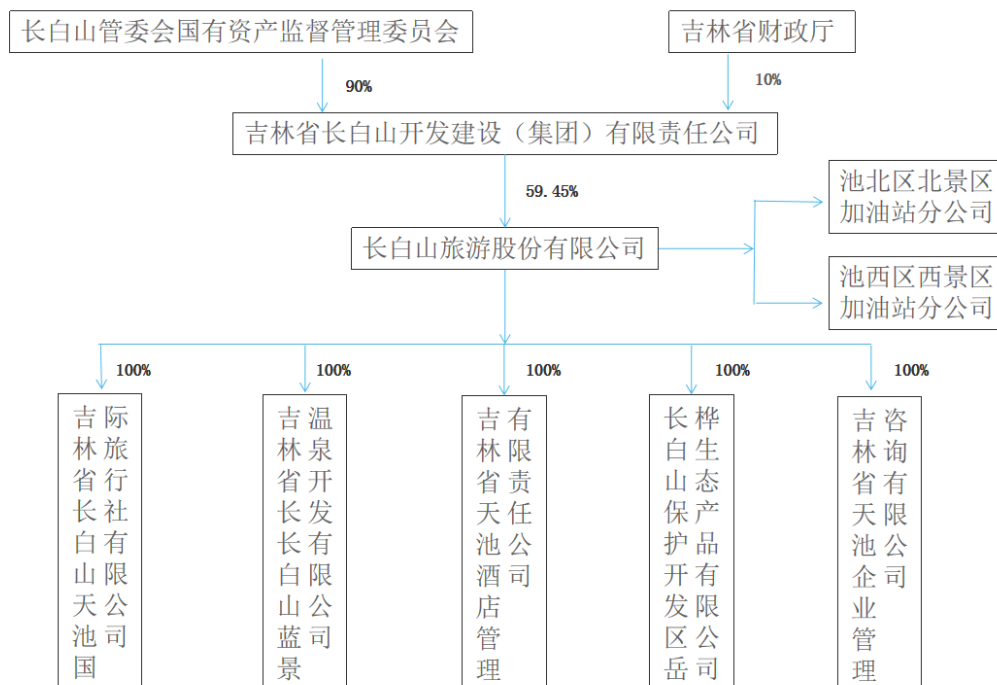 长白山管委会国有资产监督管理委员会
吉林省财政厅
90%
10%
吉林省长白山开发建设（集团）有限责任公司
59.45%
池北区北景区
加油站分公司
长白山旅游股份有限公司
池西区西景区
加油站分公司
100%
100%
100%
100%
100%
吉林省长白山天池国
际旅行社有限公司
吉林省长白山蓝景
温泉开发有限公司
吉林省天池酒店管理
有限责任公司
长白山保护开发区岳
桦生态产品有限公司
吉林省天池企业管理
咨询有限公司